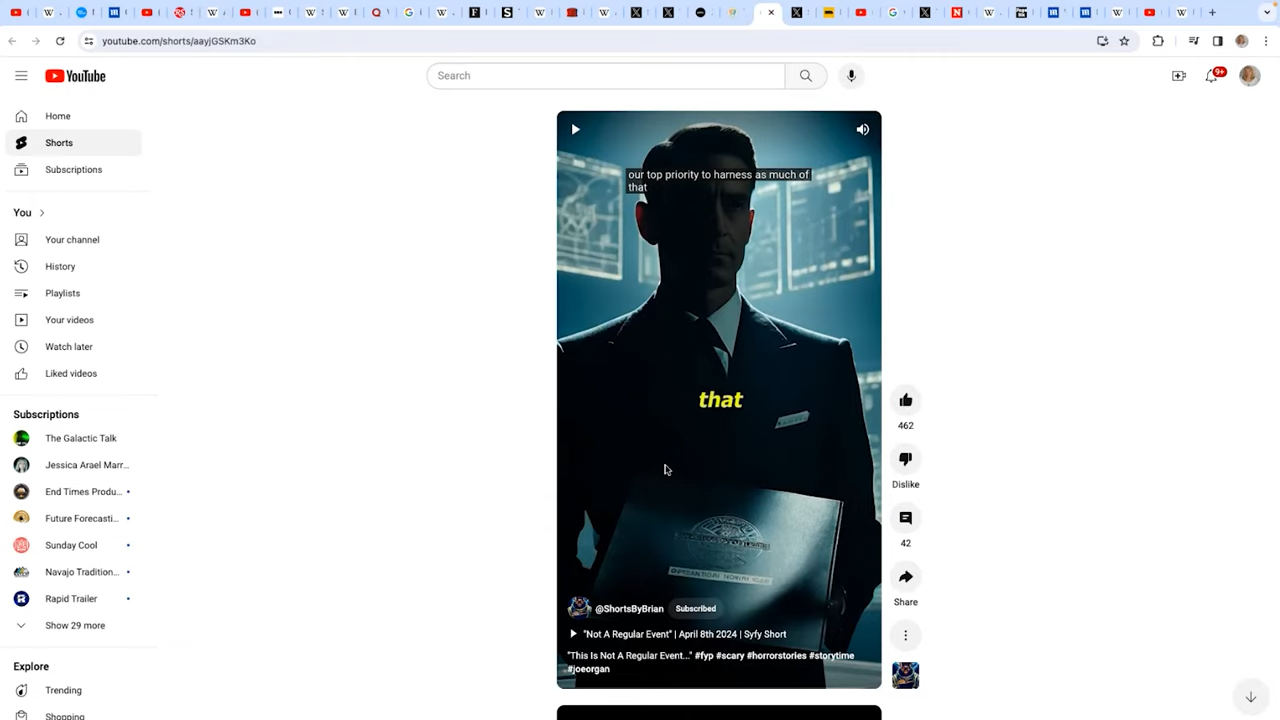 youtube.com/shorts/aayjGSKm3Ko
YouTube
Search
9+
Home
Shorts
Subscriptions
You
Your channel
History
Playlists
Your videos
Watch later
Liked videos
Subscriptions
The Galactic Talk
Jessica Arael Marr...
End Times Produ...
Future Forecasti...
Sunday Cool
Navajo Tradition...
Rapid Trailer
Show 29 more
Explore
Trending
Shopping
our top priority to harness as much of
that
that
@ShortsByBrian Subscribed
"Not A Regular Event" | April 8th 2024 | Syfy Short
"This Is Not A Regular Event..." #fyp #scary #horrorstories #storytime
#joeorgan
462
Dislike
42
Share